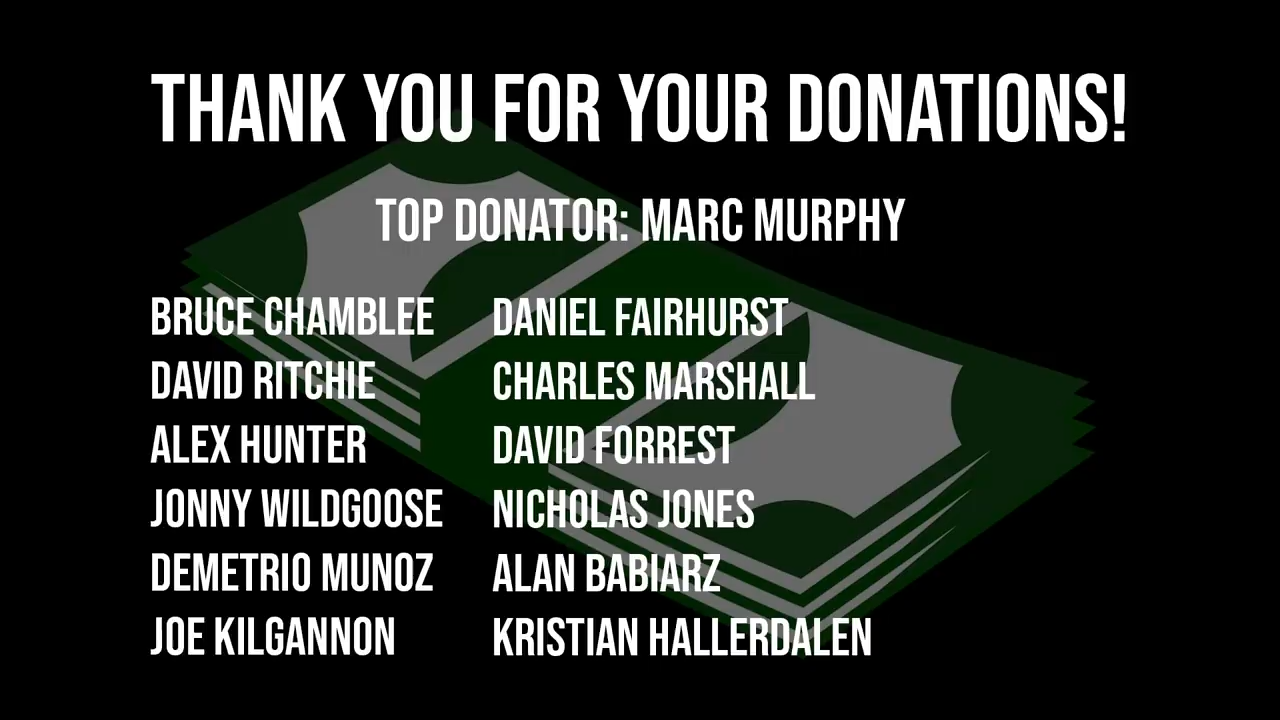 THANK YOU FOR YOUR DONATIONS!
TOP DONATOR: MARC MURPHY
BRUCE CHAMBLEE
DAVID RITCHIE
ALEX HUNTER
JONNY WILDGOOSE
DEMETRIO MUNOZ
JOE KILGANNON
DANIEL FAIRHURST
CHARLES MARSHALL
DAVID FORREST
NICHOLAS JONES
ALAN BABIARZ
KRISTIAN HALLERDALEN